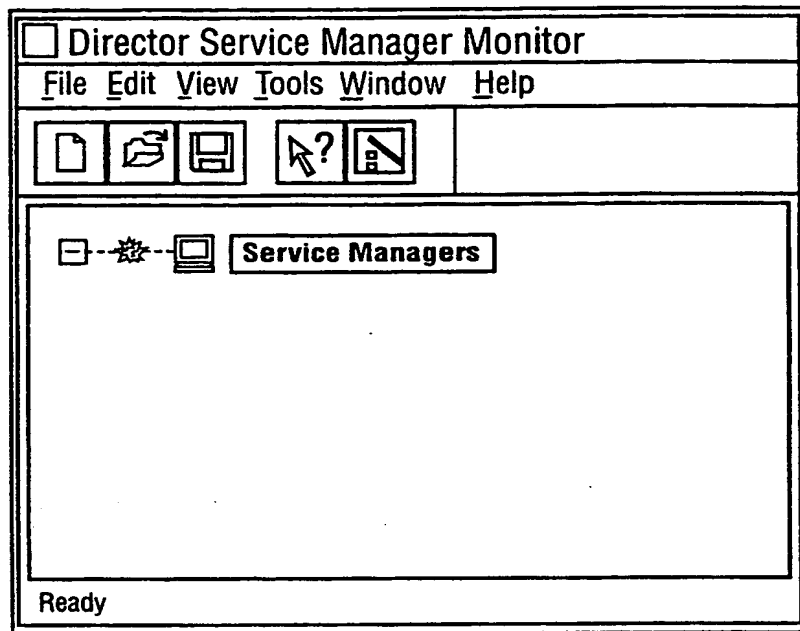 Director Service Manager Monitor
File Edit View Tools Window Help
?
Service Managers
Ready